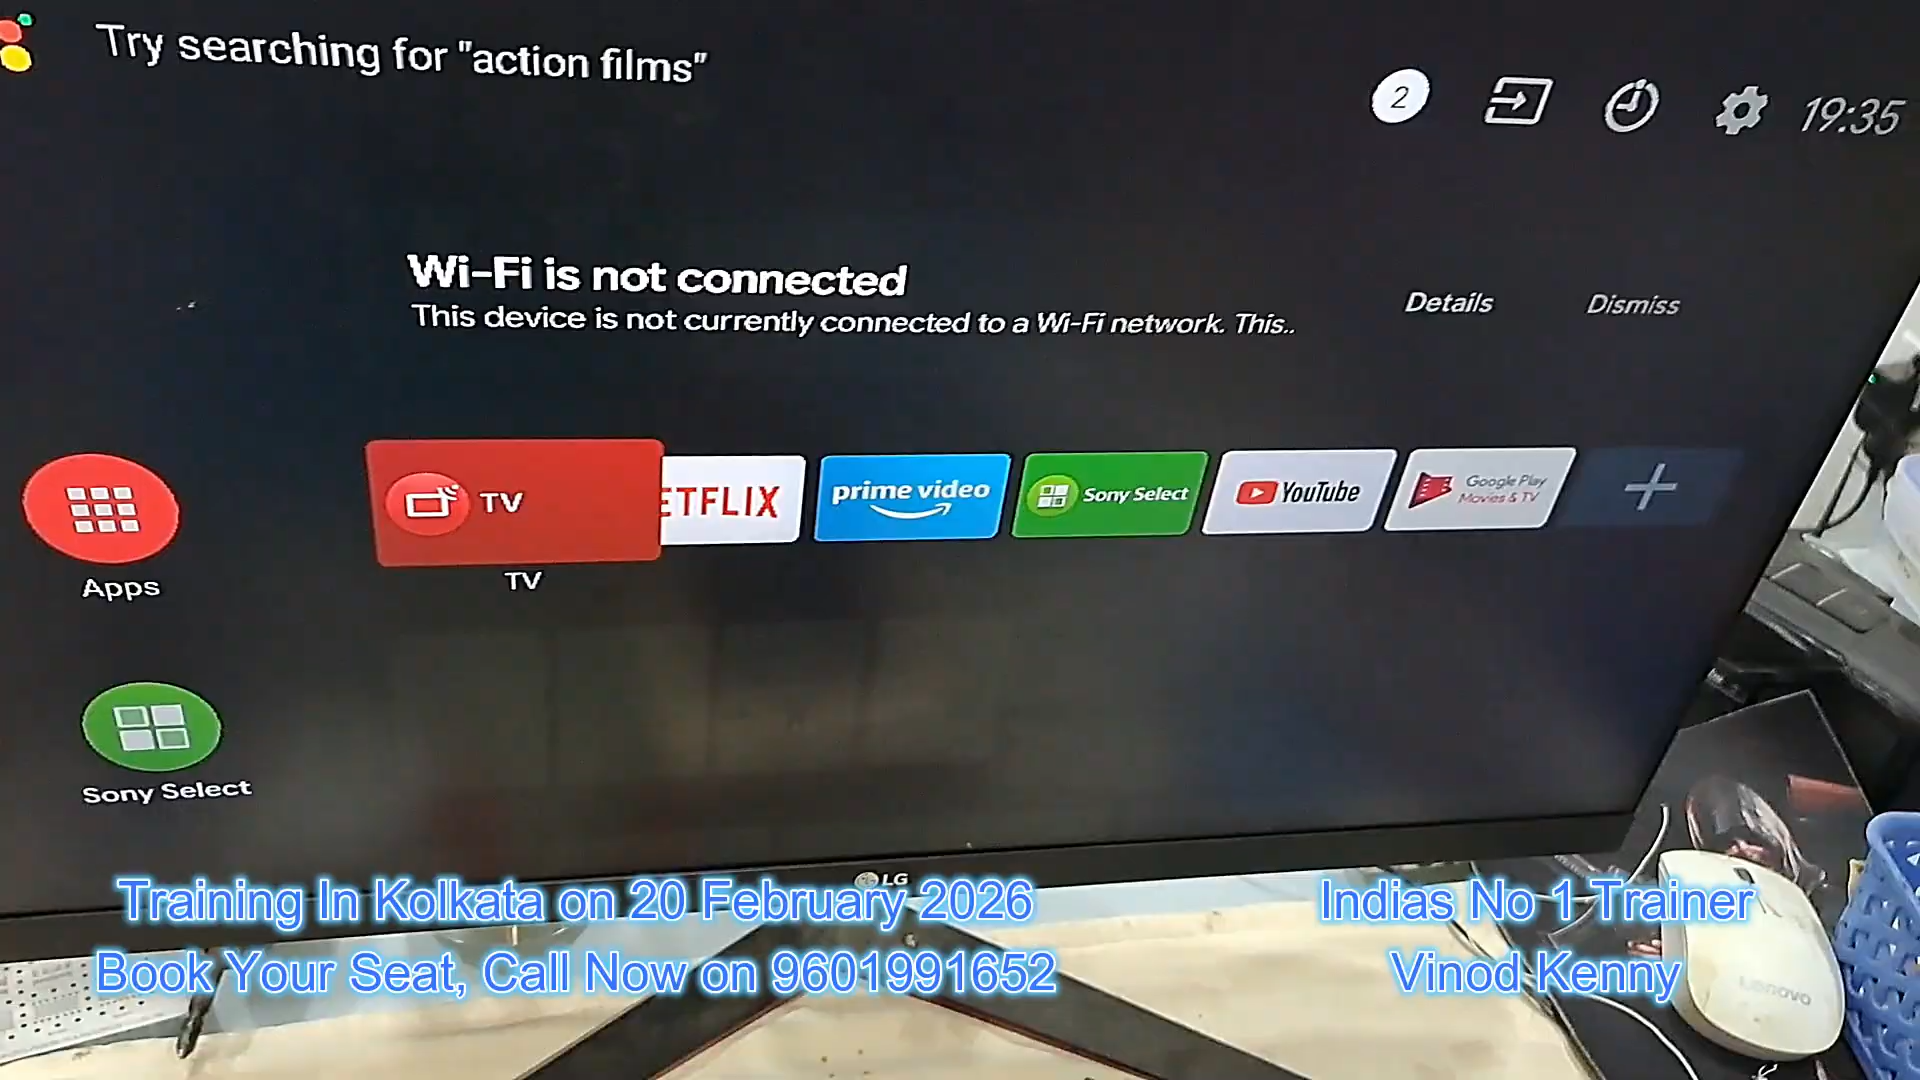 Try searching for "action films"
2
19:35
Wi-Fi is not connected
This device is not currently connected to a Wi-Fi network. This..
Details
Dismiss
TV
ETFLIX
prime video
Sony Select
YouTube
Google Play
Movies & TV
Apps
TV
Sony Select
LG
Training In Kolkata on 20 February 2026
Book Your Seat, Call Now on 9601991652
Indias No 1 Trainer
Vinod Kenny
Lenovo